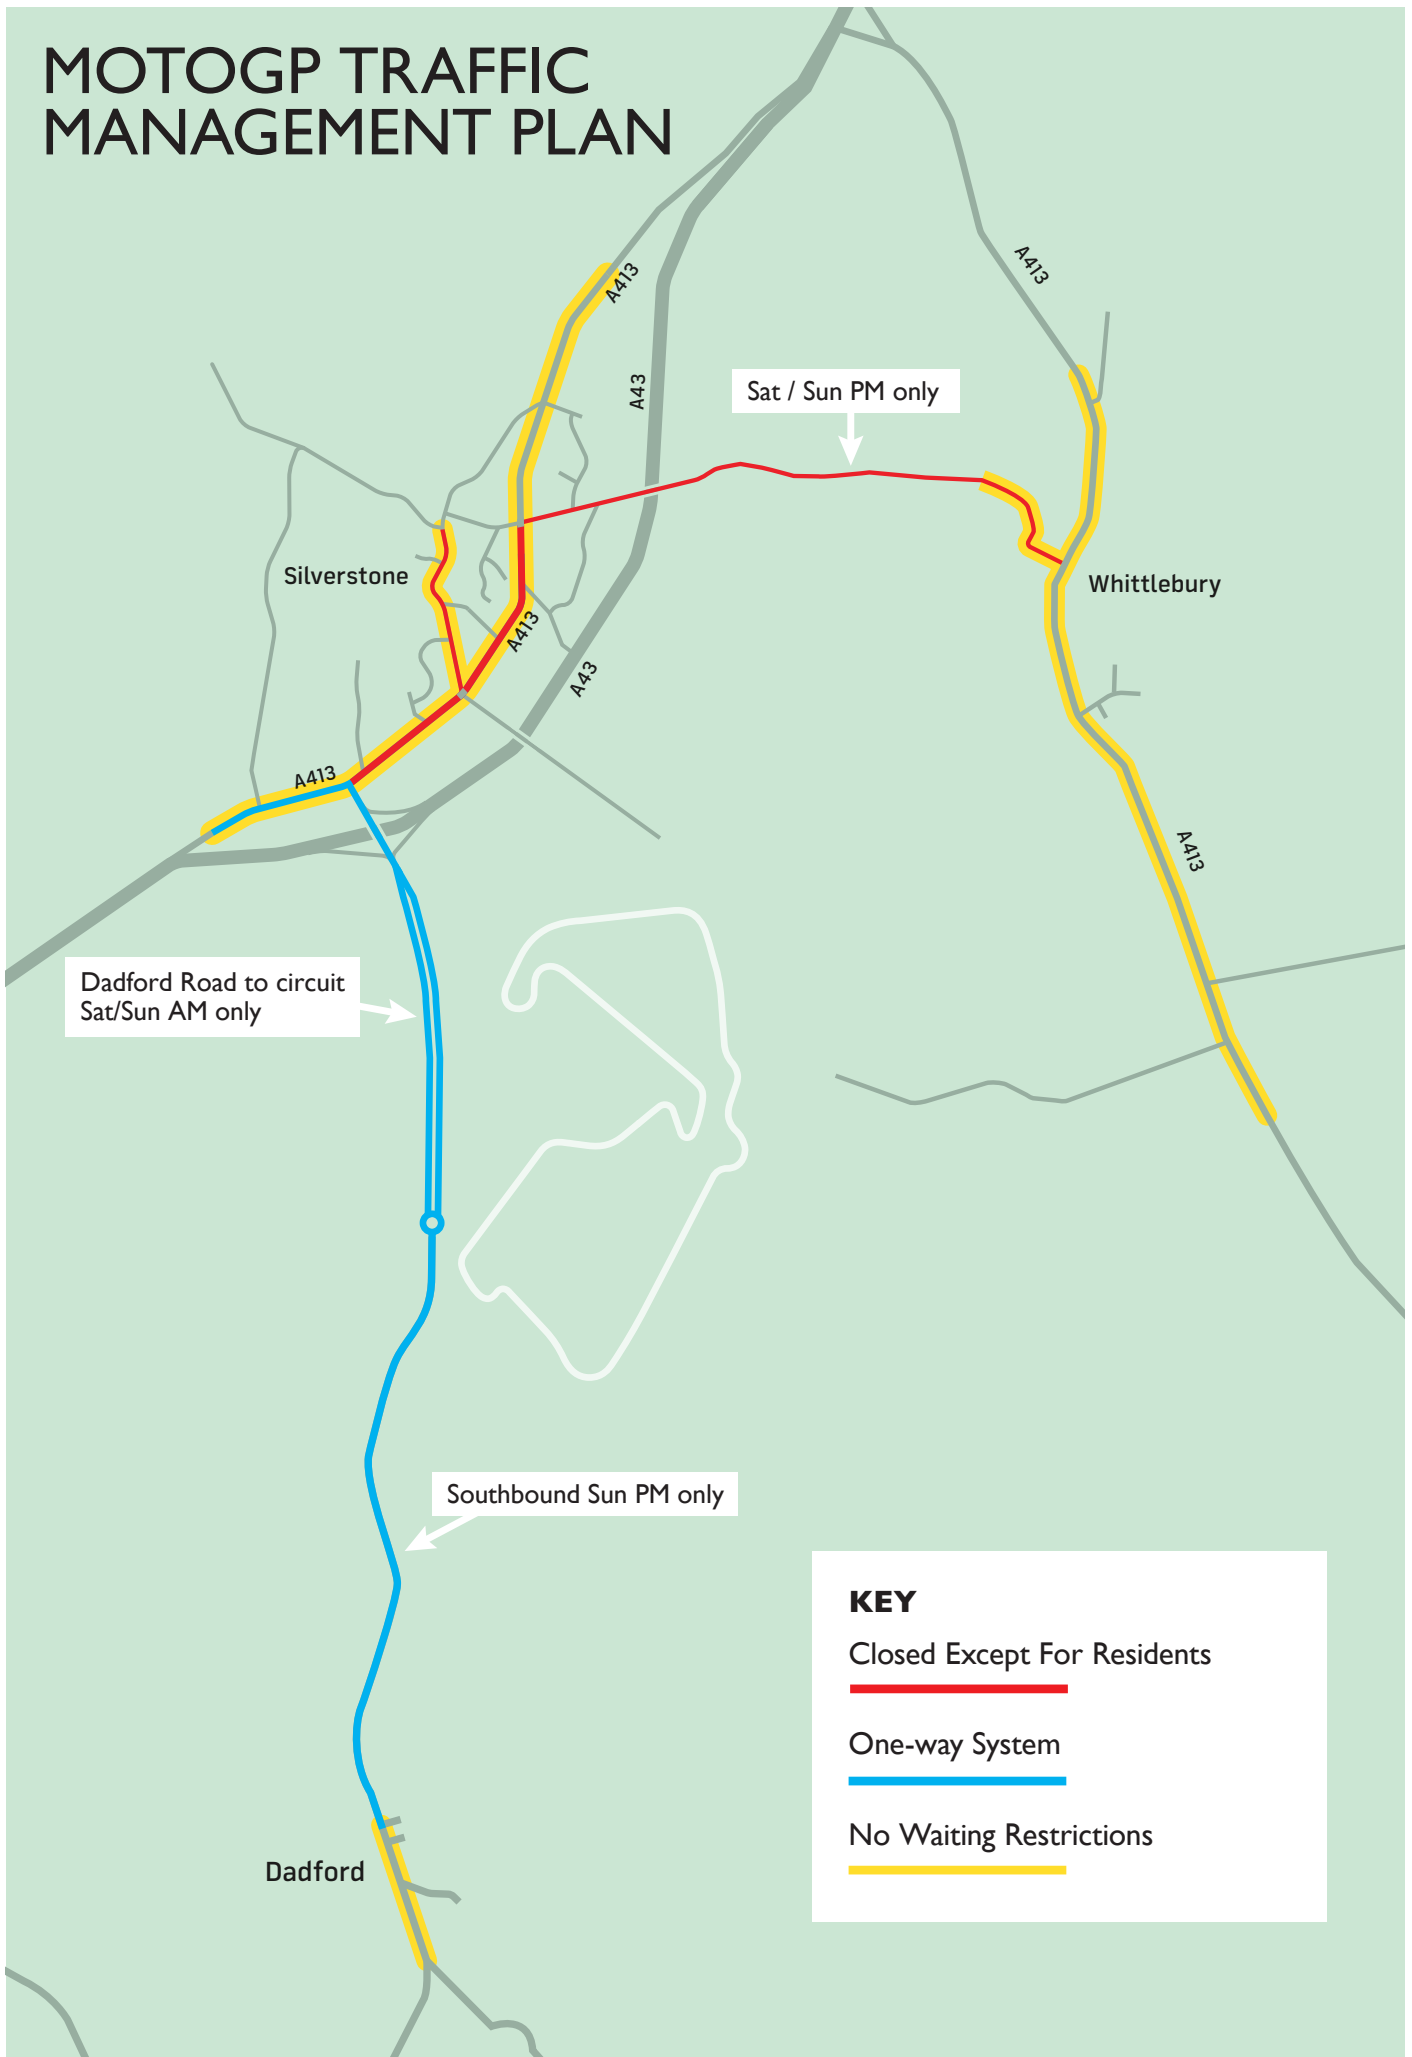 MOTOGP TRAFFIC
MANAGEMENT PLAN
A413
A413
A43
Sat / Sun PM only
Silverstone
Whittlebury
A413
A43
A413
A413
Dadford Road to circuit
Sat/Sun AM only
Southbound Sun PM only
KEY
Closed Except For Residents
One-way System
No Waiting Restrictions
Dadford